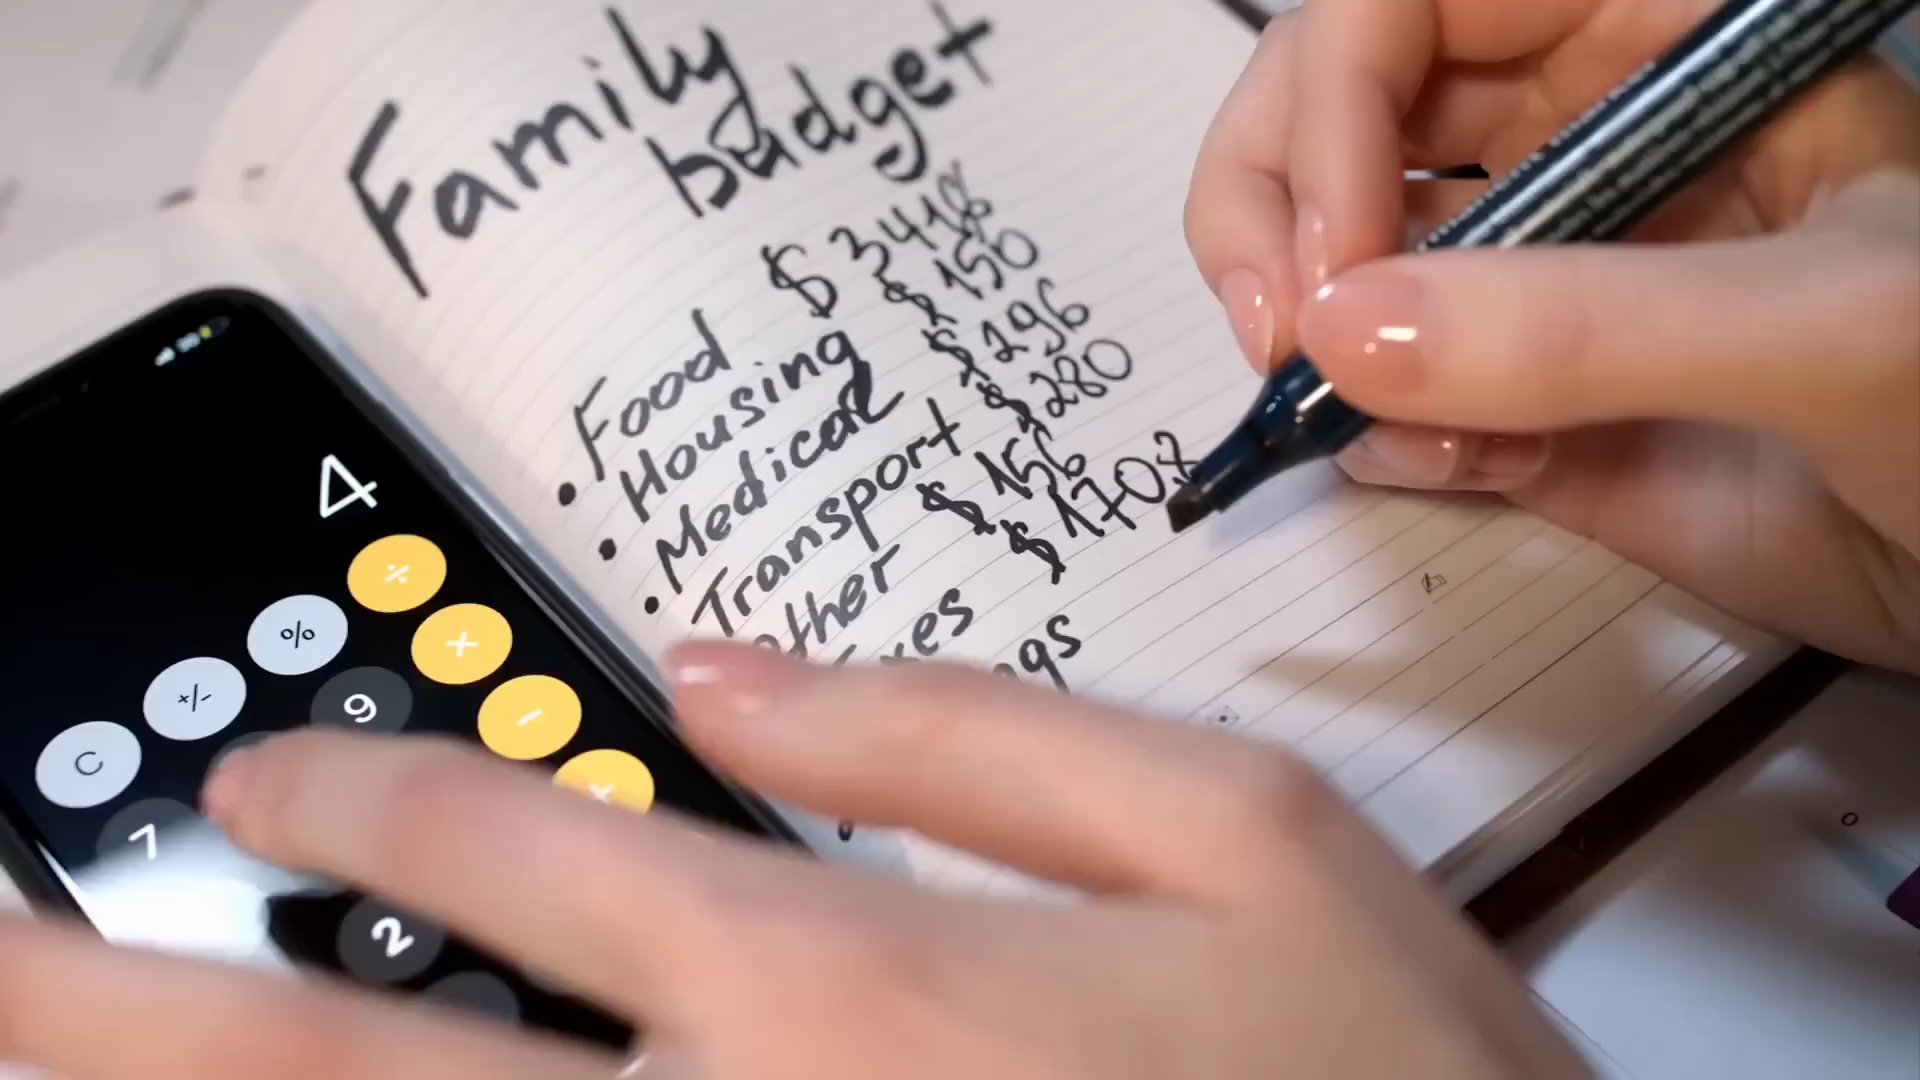 Family
budget
Food $ 3418
• Housing $ 150
• Medical $ 296
• Transport $ 280
other $ 156
$ 1708
4
÷
% ×
+/- 9 -
C +
7
2